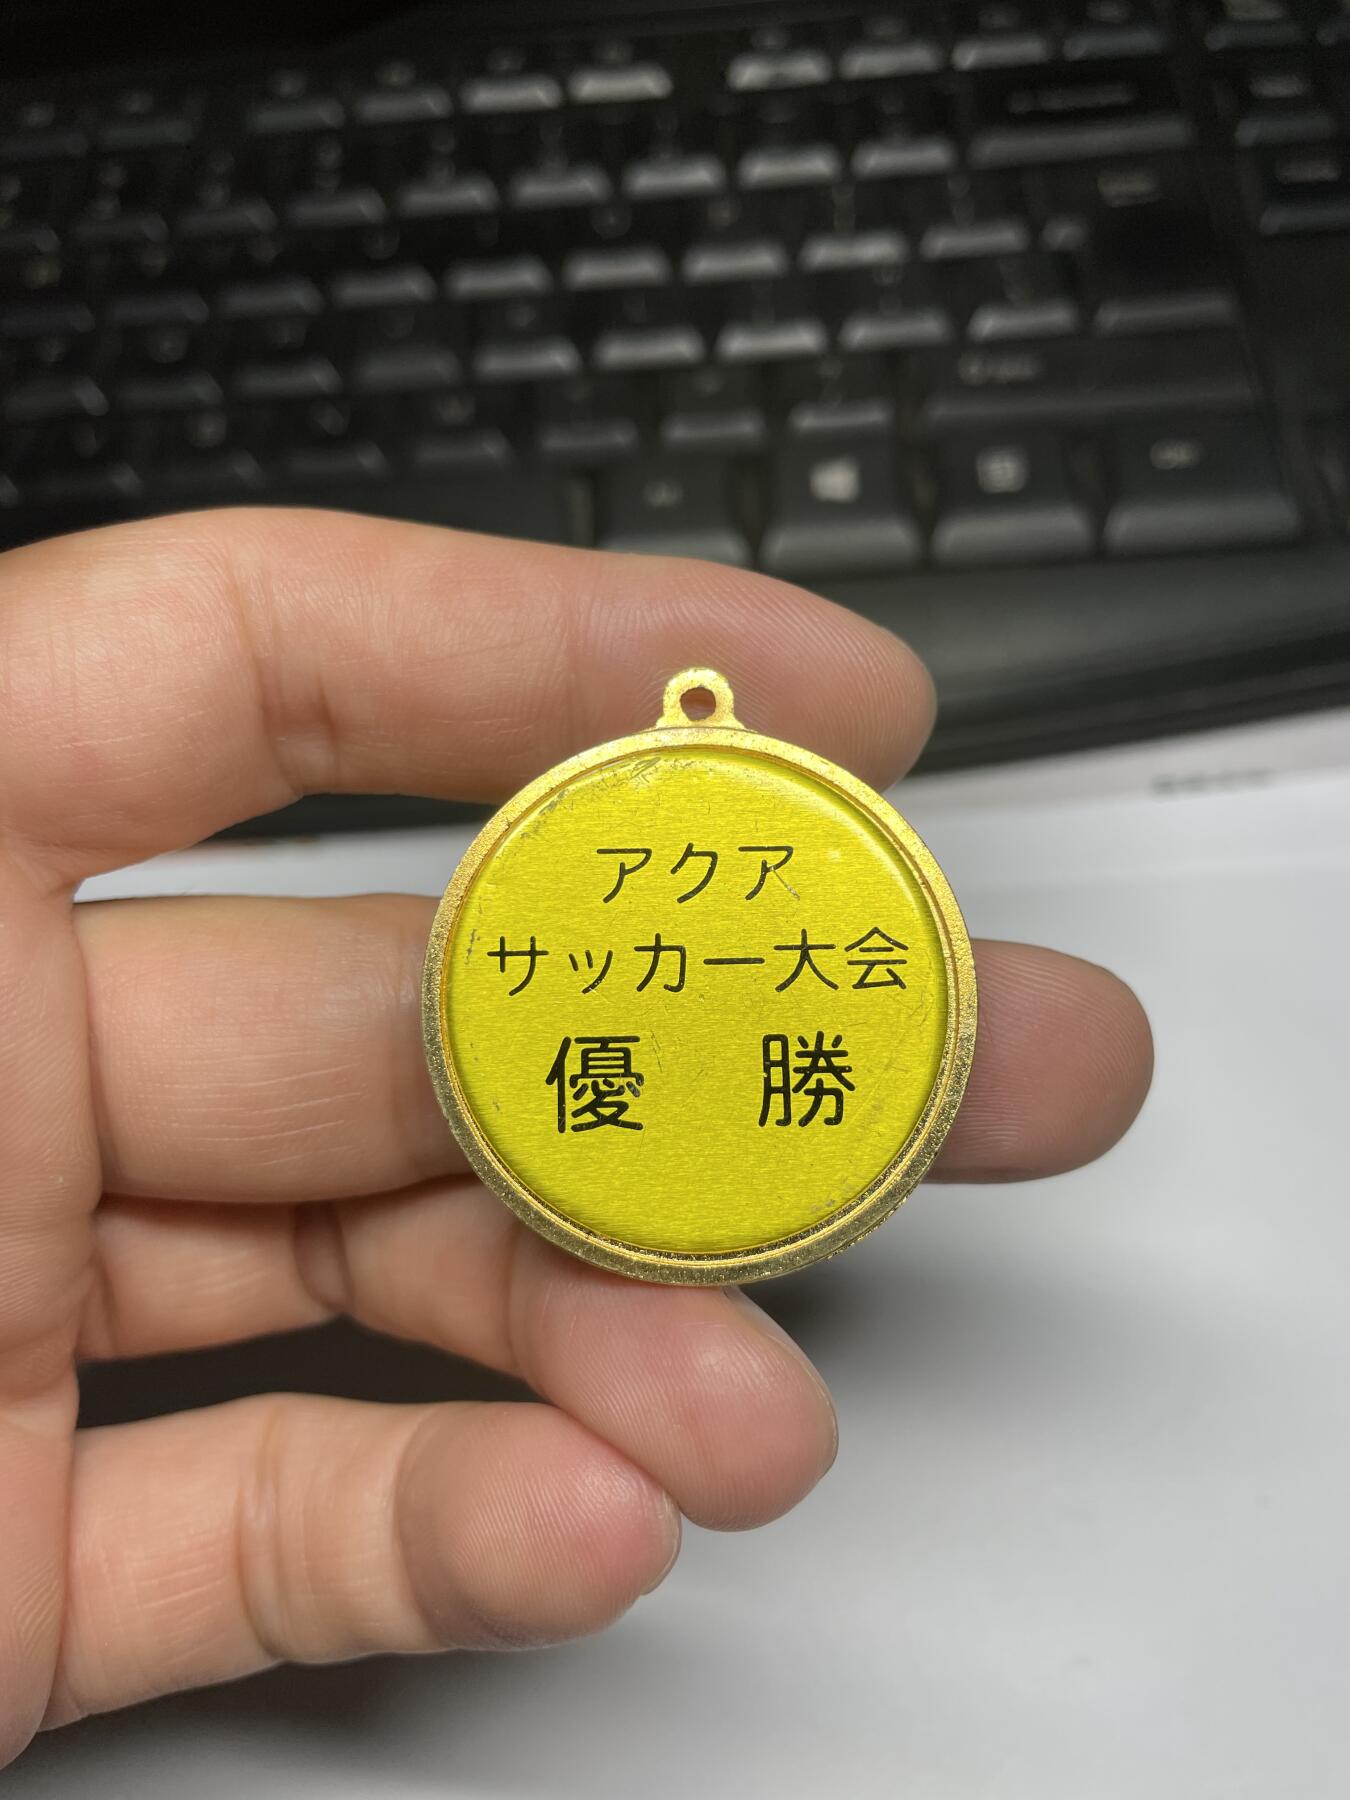 アクア
サッカー大会
優 勝